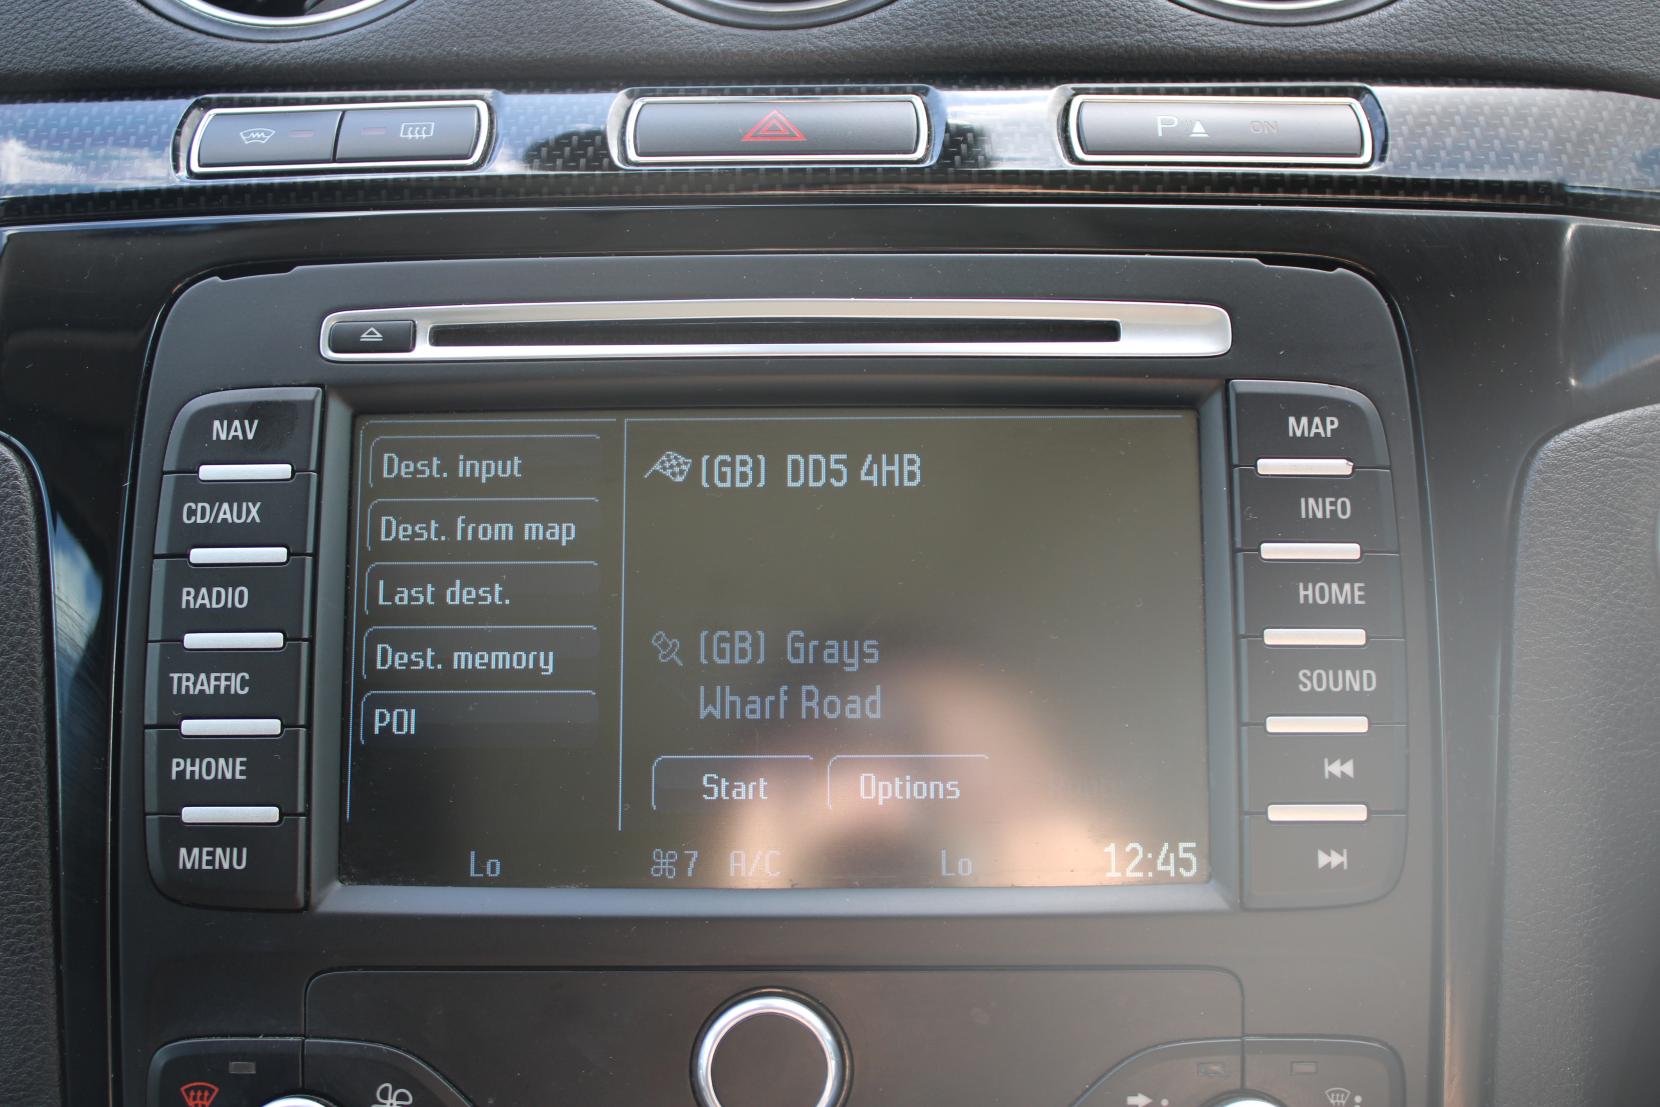 P ON
NAV
CD/AUX
RADIO
TRAFFIC
PHONE
MENU
Dest. input
Dest. from map
Last dest.
Dest. memory
POI
(GB) DD5 4HB
(GB) Grays
Wharf Road
Start
Options
Lo
7
A/C
Lo
12:45
MAP
INFO
HOME
SOUND